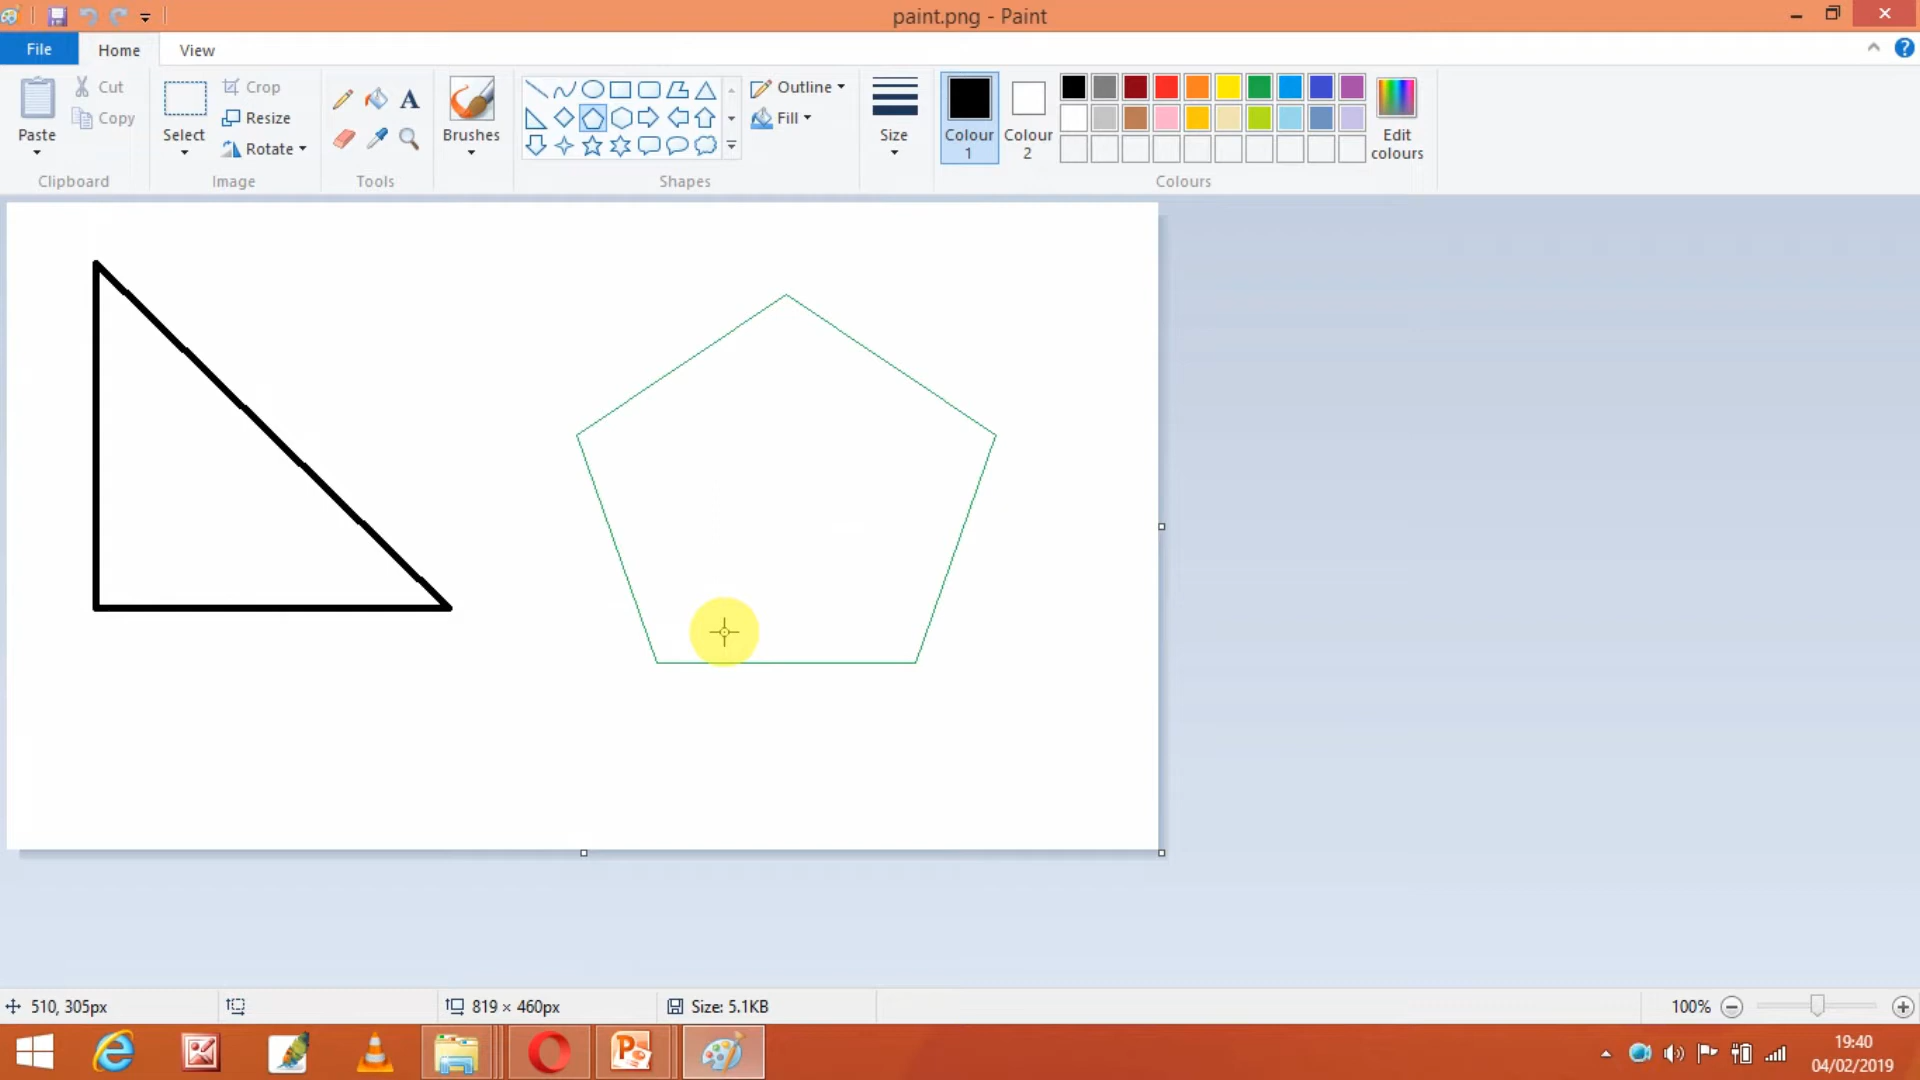 paint.png - Paint
File Home View
Paste
Cut
Copy
Clipboard
Select
Crop
Resize
Rotate
Image
A
Tools
Brushes
Shapes
Outline
Fill
Size
Colour 1
Colour 2
Edit colours
Colours
510, 305px
819 × 460px
Size: 5.1KB
100%
19:40
04/02/2019